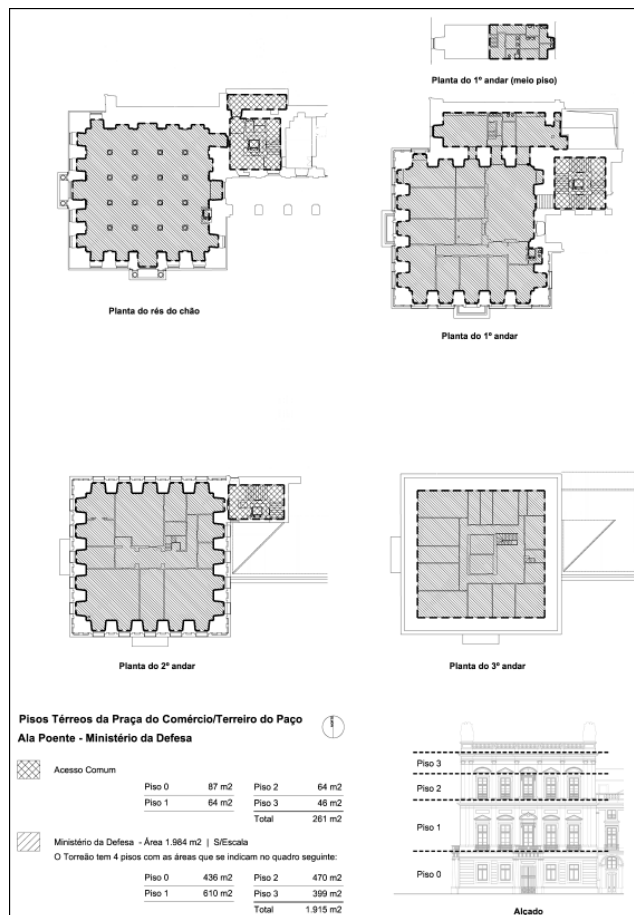 Planta do 1º andar (meio piso)
Planta do rés do chão
Planta do 1º andar
Planta do 2º andar
Planta do 3º andar
Pisos Térreos da Praça do Comércio/Terreiro do Paço
Ala Poente - Ministério da Defesa
Acesso Comum
Piso 0 87 m2 Piso 2 64 m2
Piso 1 64 m2 Piso 3 46 m2
Total 261 m2
Ministério da Defesa - Área 1.984 m2 | S/Escala
O Torreão tem 4 pisos com as áreas que se indicam no quadro seguinte:
Piso 0 436 m2 Piso 2 470 m2
Piso 1 610 m2 Piso 3 399 m2
Total 1.915 m2
Piso 3
Piso 2
Piso 1
Piso 0
Alçado